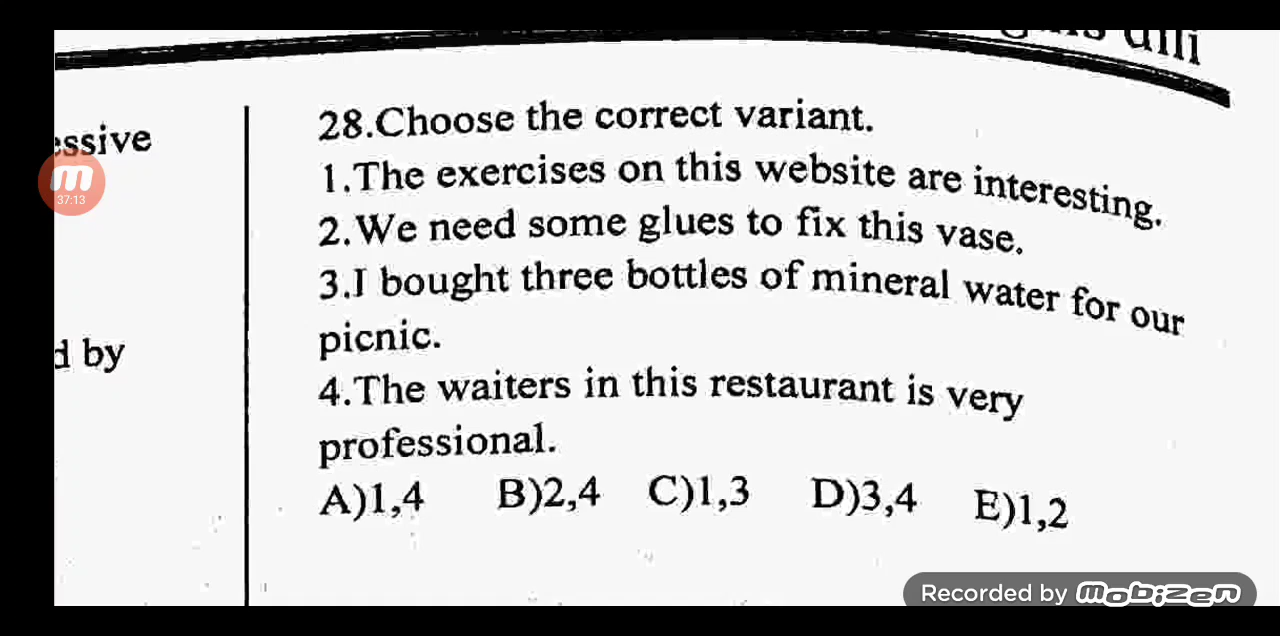 essive
37:13
d by
28.Choose the correct variant.
1.The exercises on this website are interesting.
2.We need some glues to fix this vase.
3.I bought three bottles of mineral water for our
picnic.
4.The waiters in this restaurant is very
professional.
A)1,4 B)2,4 C)1,3 D)3,4 E)1,2
Recorded by mobizen